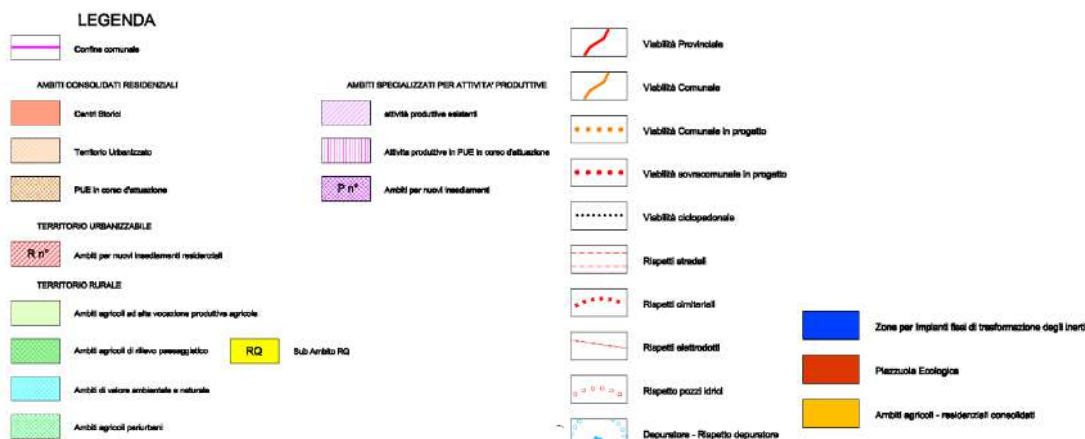 LEGENDA
Confine comunale
AMBITI CONSOLIDATI RESIDENZIALI
Centri Storici
Territorio Urbanizzato
PUE in corso d'attuazione
TERRITORIO URBANIZZABILE
R n° Ambiti per nuovi insediamenti residenziali
TERRITORIO RURALE
Ambiti agricoli ad alta vocazione produttiva agricola
Ambiti agricoli di rilievo paesaggistico
RQ Sub Ambito RQ
Ambiti di valore ambientale e naturale
Ambiti agricoli periurbani
AMBITI SPECIALIZZATI PER ATTIVITA' PRODUTTIVE
attività produttive esistenti
Attivita produttive in PUE in corso d'attuazione
P n° Ambiti per nuovi insediamenti
Viabilità Provinciale
Viabilità Comunale
Viabilità Comunale in progetto
Viabilità sovracomunale in progetto
Viabilità ciclopedonale
Rispetti stradali
Rispetti cimiteriali
Rispetti elettrodotti
Rispetto pozzi idrici
Depuratore - Rispetto depuratore
Zone per impianti fissi di trasformazione degli inerti
Piazzuola Ecologica
Ambiti agricoli - residenziali consolidati